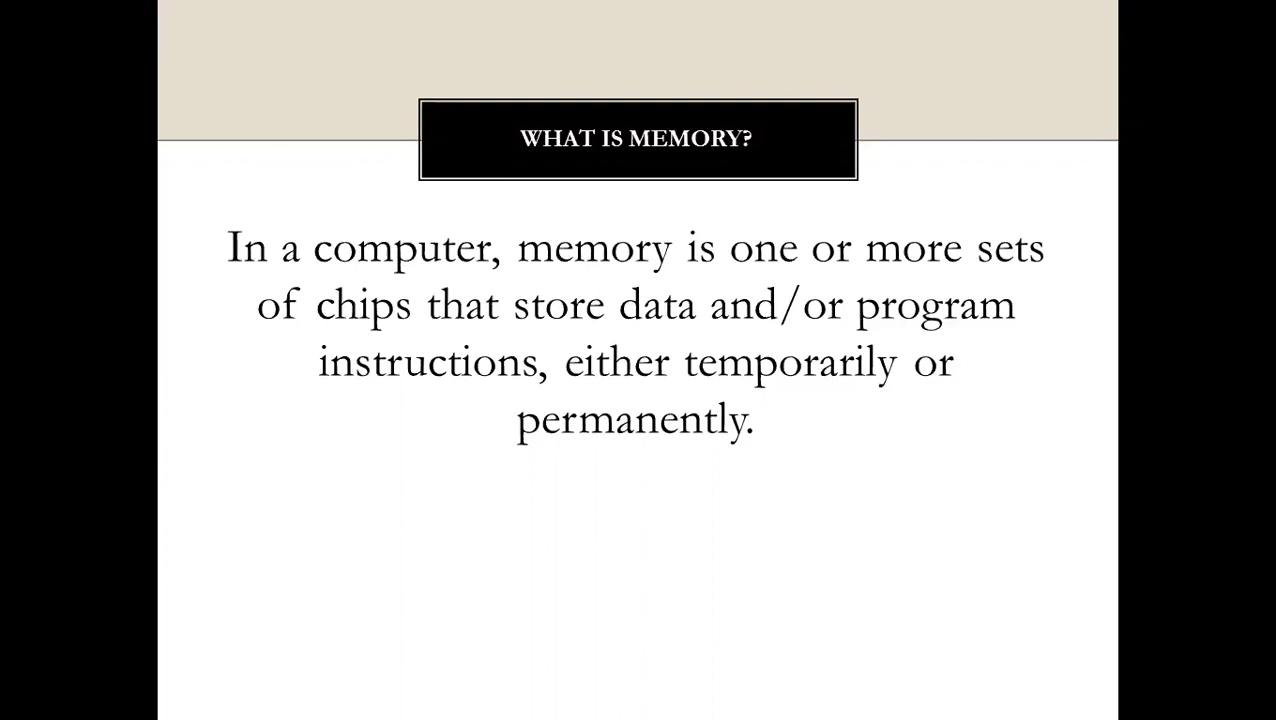 WHAT IS MEMORY?
In a computer, memory is one or more sets
of chips that store data and/or program
instructions, either temporarily or
permanently.